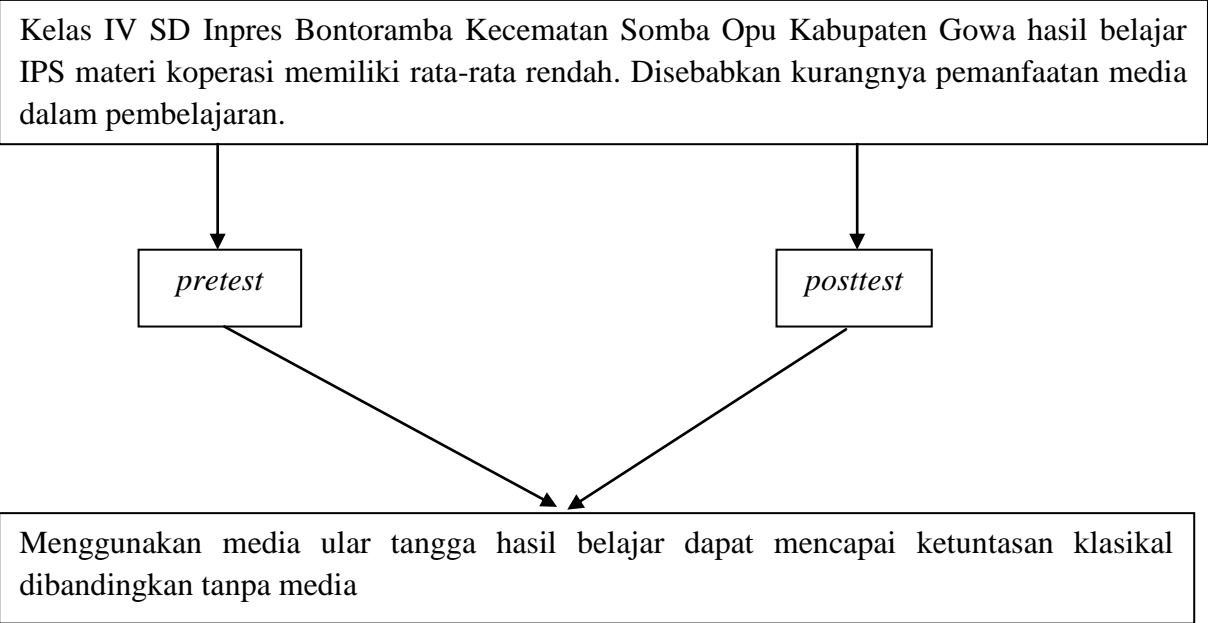 Kelas IV SD Inpres Bontoramba Kecematan Somba Opu Kabupaten Gowa hasil belajar
IPS materi koperasi memiliki rata-rata rendah. Disebabkan kurangnya pemanfaatan media
dalam pembelajaran.
pretest
posttest
Menggunakan media ular tangga hasil belajar dapat mencapai ketuntasan klasikal
dibandingkan tanpa media